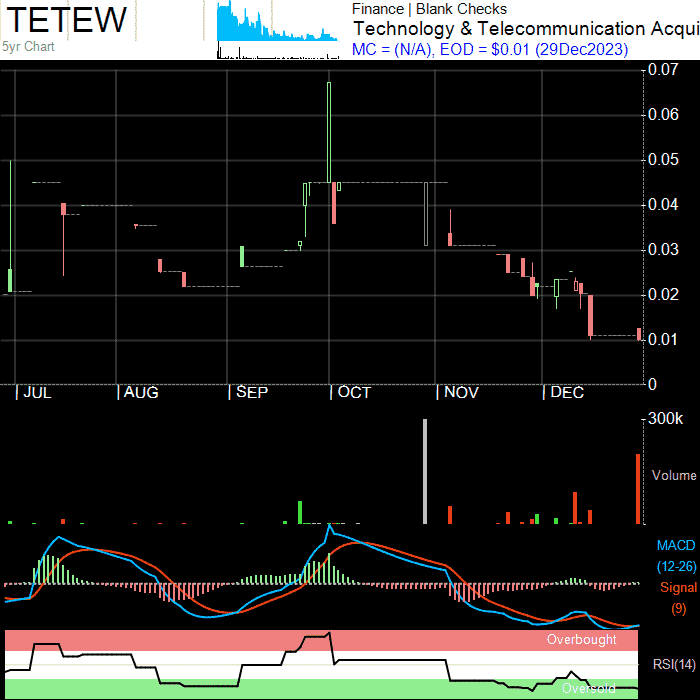 TETEW
5yr Chart
Finance | Blank Checks
Technology & Telecommunication Acqui
MC = (N/A), EOD = $0.01 (29Dec2023)
0.07
0.06
0.05
0.04
0.03
0.02
0.01
0
JUL AUG SEP OCT NOV DEC
300k
Volume
MACD
(12-26)
Signal
(9)
Overbought
RSI(14)
Oversold